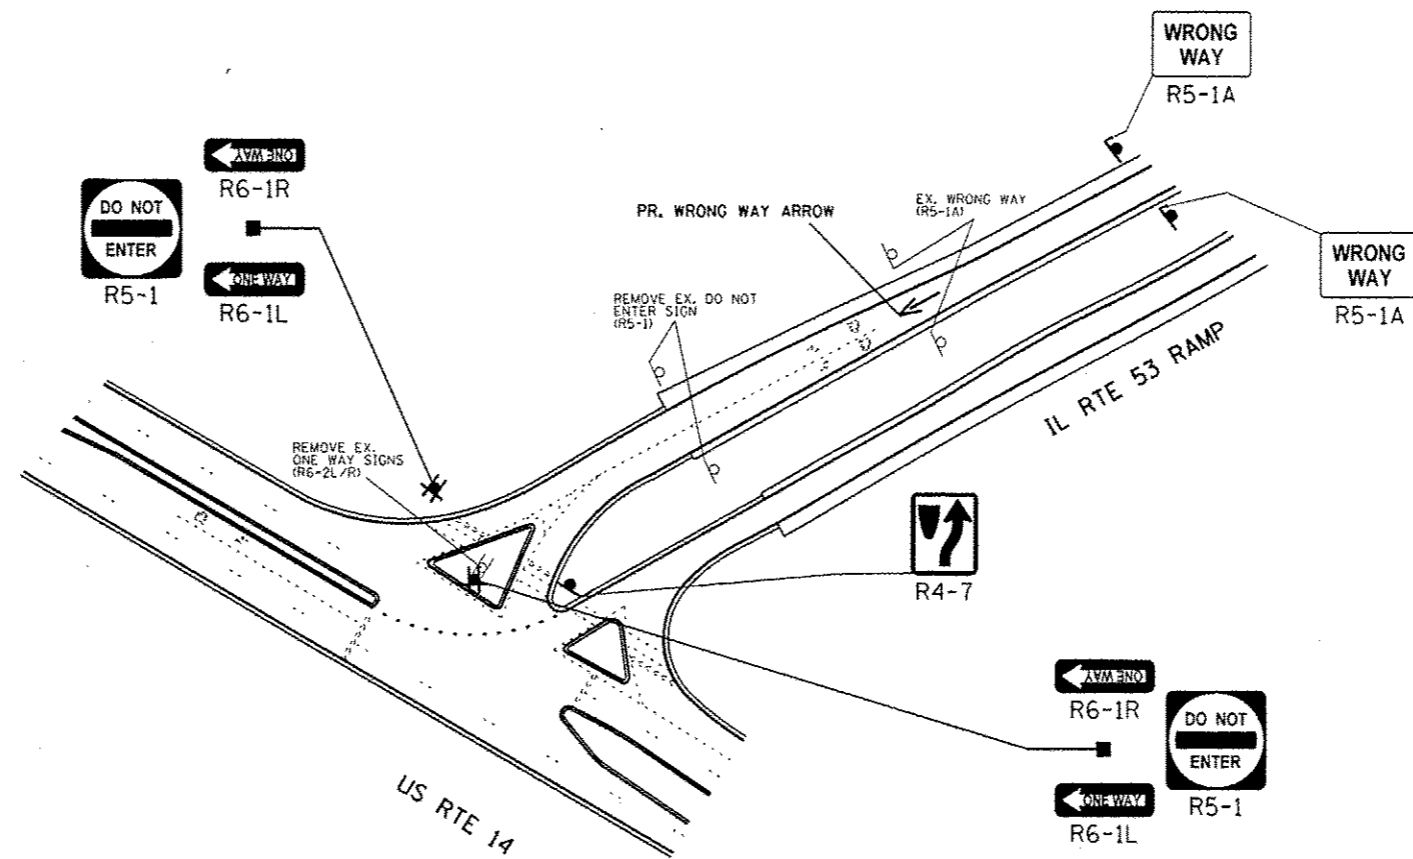 WRONG
WAY
R5-1A
ONE WAY
R6-1R
DO NOT
ENTER
R5-1
ONE WAY
R6-1L
PR. WRONG WAY ARROW
EX. WRONG WAY
(R5-1A)
WRONG
WAY
R5-1A
REMOVE EX. DO NOT
ENTER SIGN
(R5-1)
IL RTE 53 RAMP
REMOVE EX.
ONE WAY SIGNS
(R6-2L/R)
R4-7
ONE WAY
R6-1R
DO NOT
ENTER
R5-1
ONE WAY
R6-1L
US RTE 14